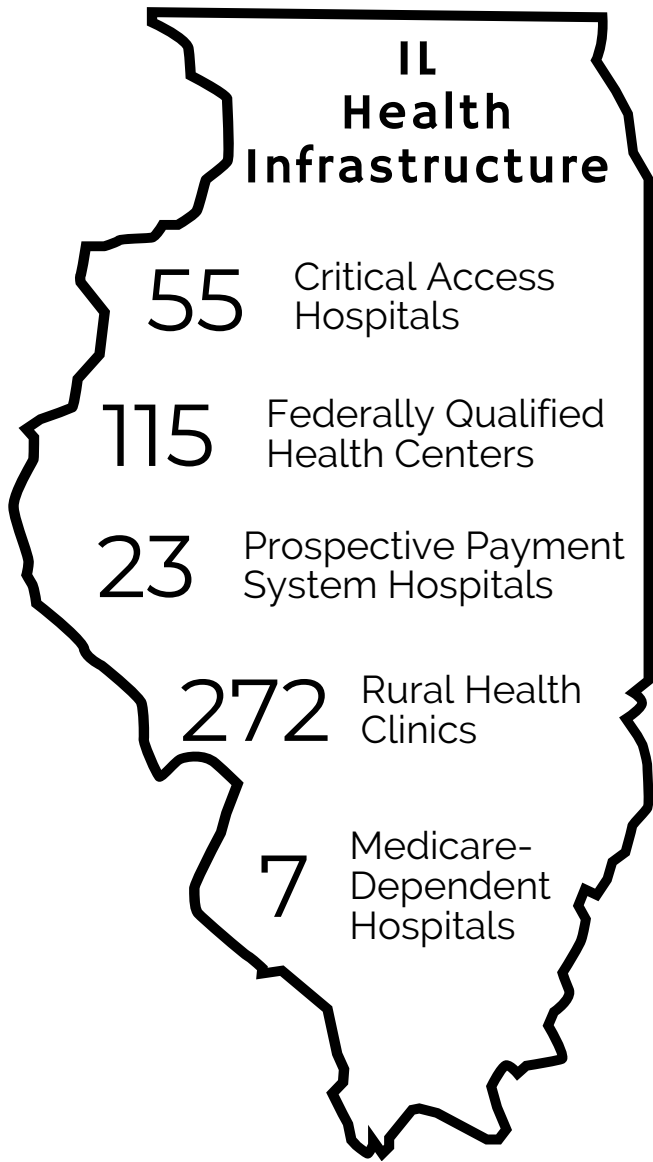 IL
Health
Infrastructure
55
Critical Access
Hospitals
115
Federally Qualified
Health Centers
23
Prospective Payment
System Hospitals
272
Rural Health
Clinics
7
Medicare-
Dependent
Hospitals